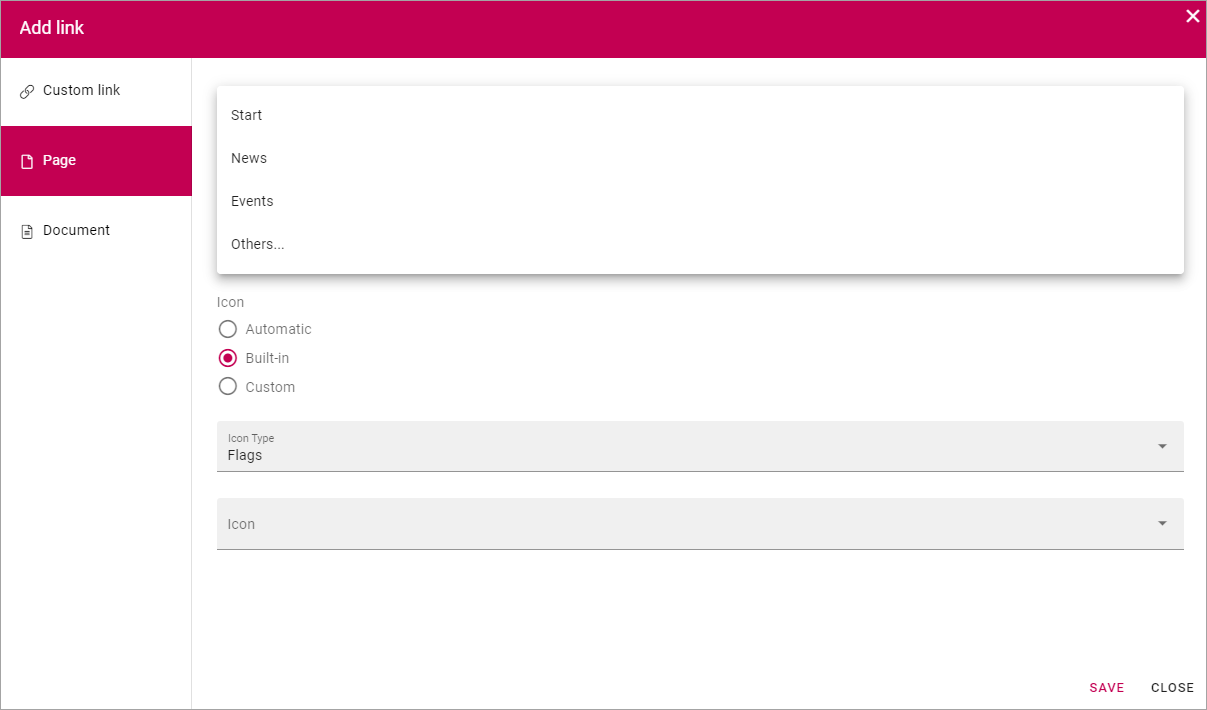 Add link
Custom link
Page
Document
Start
News
Events
Others...
Icon
Automatic
Built-in
Custom
Icon Type
Flags
Icon
SAVE CLOSE